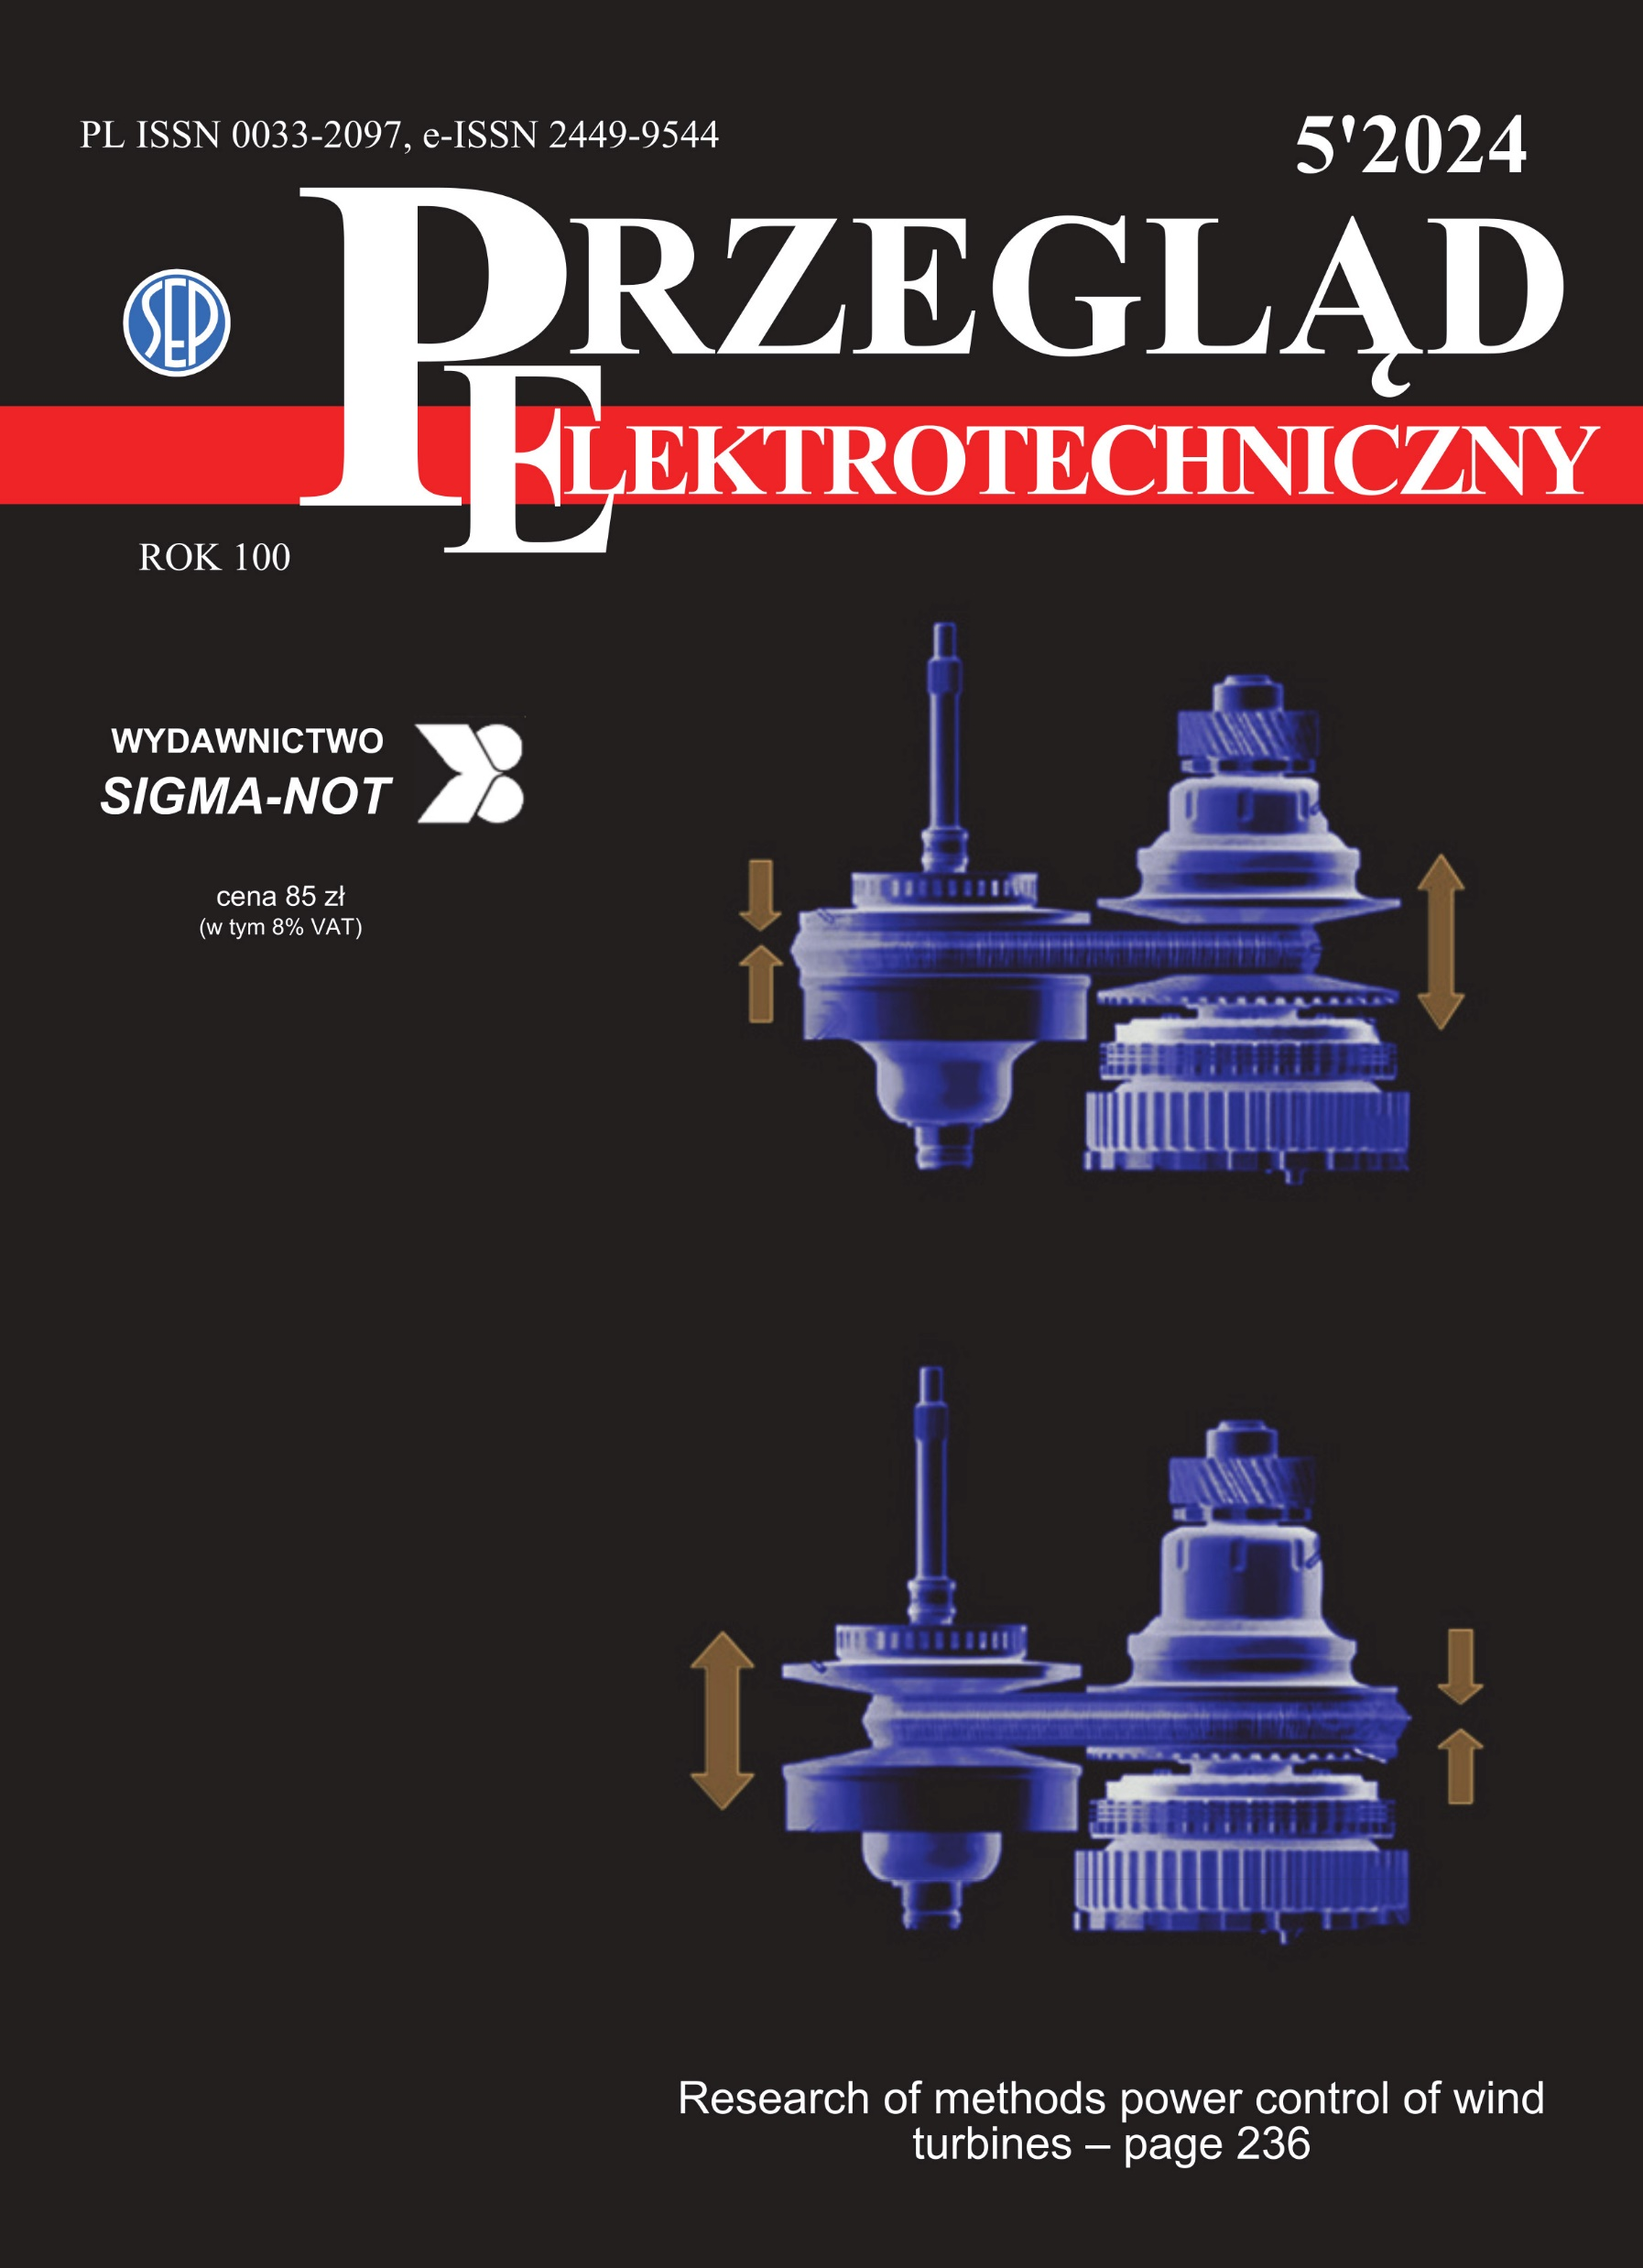 PL ISSN 0033-2097, e-ISSN 2449-9544
5'2024
PRZEGLĄD
SEP
ELEKTROTECHNICZNY
ROK 100
WYDAWNICTWO
SIGMA-NOT
cena 85 zł
(w tym 8% VAT)
Research of methods power control of wind
turbines – page 236